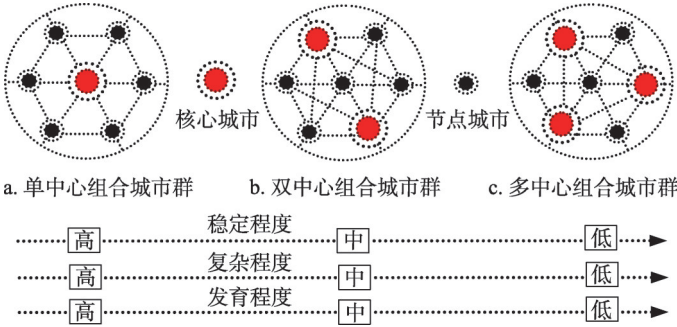 核心城市
节点城市
a. 单中心组合城市群
b. 双中心组合城市群
c. 多中心组合城市群
稳定程度
高
中
低
复杂程度
高
中
低
发育程度
高
中
低